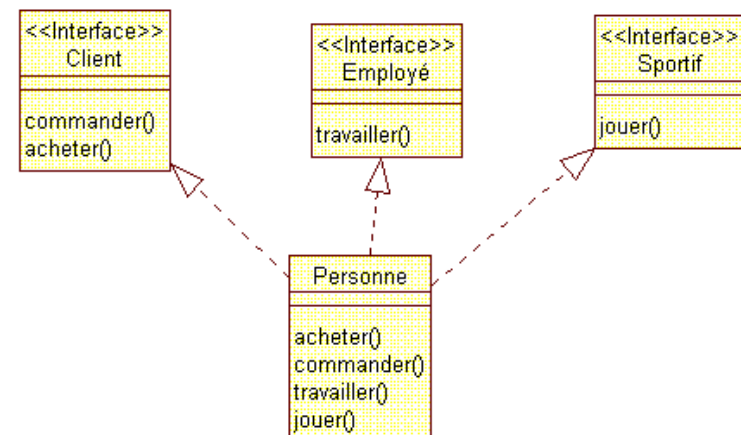 <<Interface>>
Client
commander()
acheter()
<<Interface>>
Employé
travailler()
<<Interface>>
Sportif
jouer()
Personne
acheter()
commander()
travailler()
jouer()